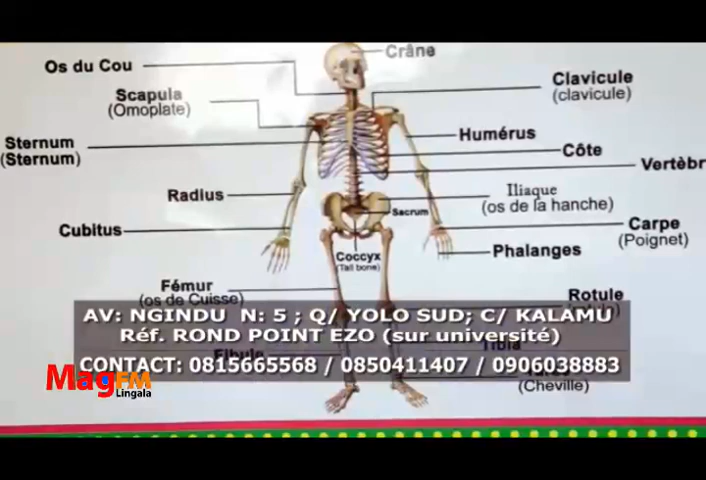 Crâne
Os du Cou
Clavicule
(clavicule)
Scapula
(Omoplate)
Humérus
Sternum
(Sternum)
Côte
Vertèbr
Radius
Iliaque
(os de la hanche)
Sacrum
Cubitus
Carpe
(Poignet)
Phalanges
Coccyx
(Tail bone)
Fémur
(os de Cuisse)
Rotule
AV: NGINDU N: 5 ; Q/ YOLO SUD; C/ KALAMU
Réf. ROND POINT EZO (sur université)
Tibia
CONTACT: 0815665568 / 0850411407 / 0906038883
(Cheville)
MagFM
Lingala